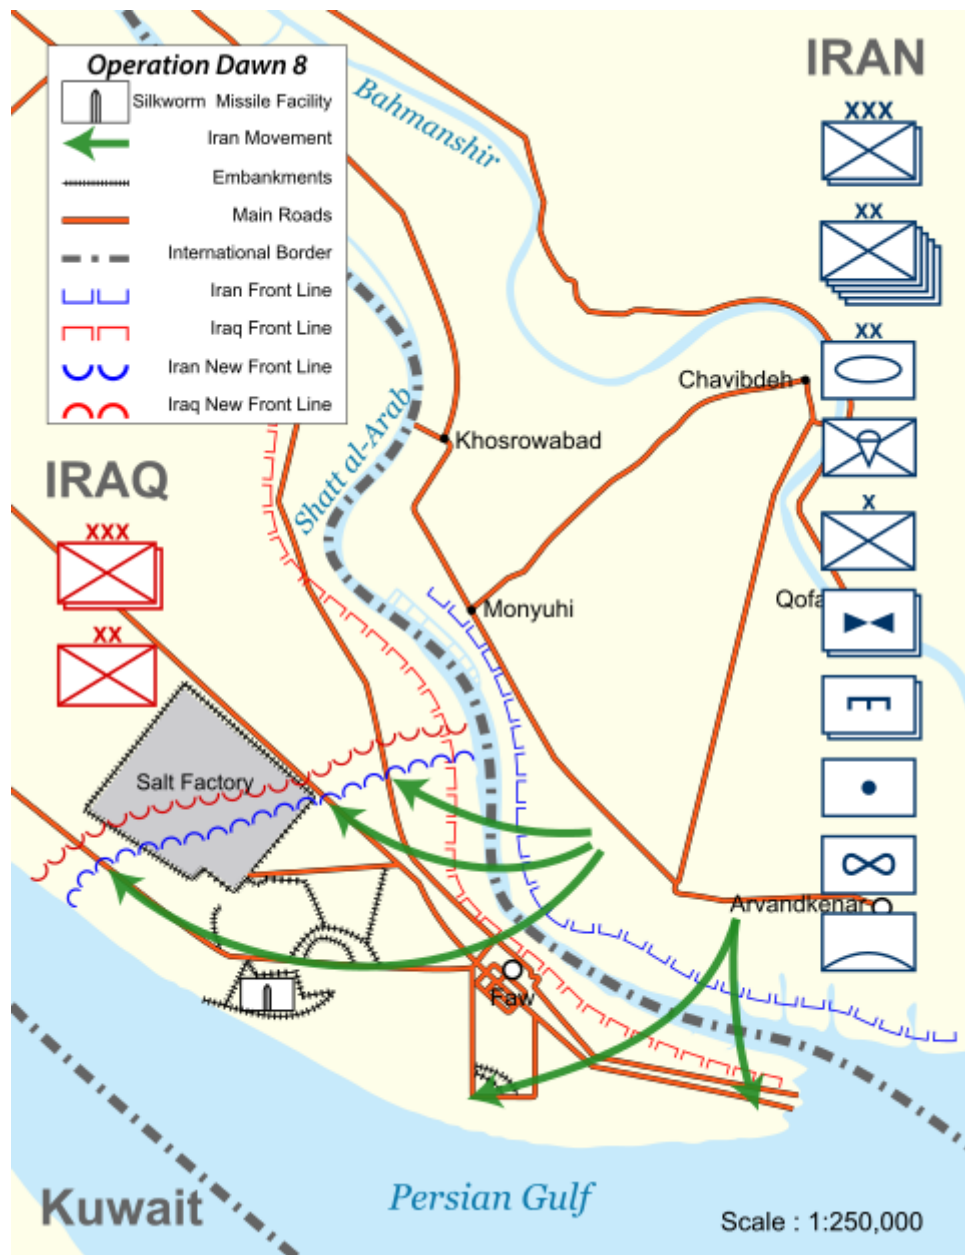 Operation Dawn 8
Silkworm Missile Facility
Iran Movement
Embankments
Main Roads
International Border
Iran Front Line
Iraq Front Line
Iran New Front Line
Iraq New Front Line
IRAN
XXX
XX
XX
X
Bahmanshir
Shatt al-Arab
Chavibdeh
Khosrowabad
IRAQ
XXX
XX
Monyuhi
Qofa
Salt Factory
Arvandkenar
Faw
Kuwait
Persian Gulf
Scale : 1:250,000